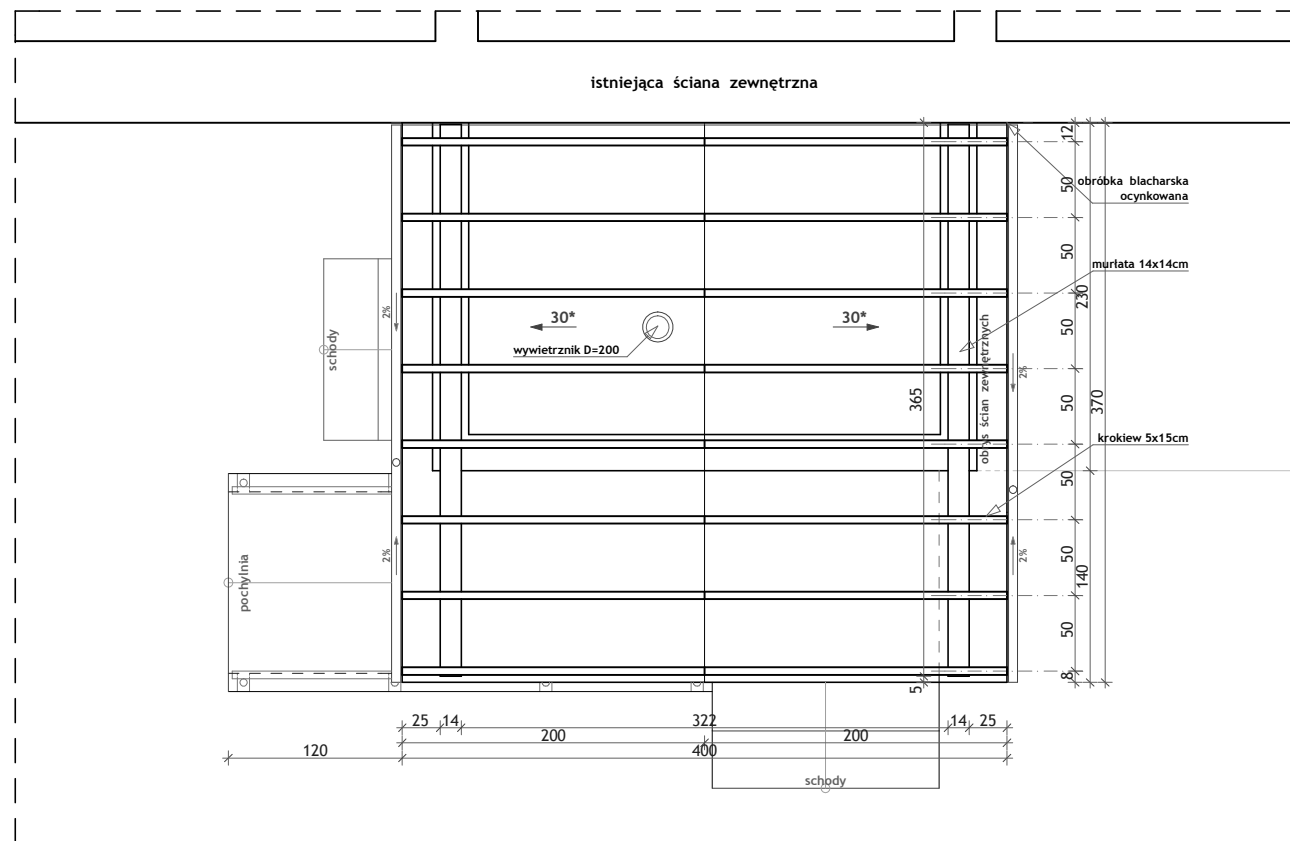 istniejąca ściana zewnętrzna
12
50
obróbka blacharska
ocynkowana
50
murłata 14x14cm
230
2%
schody
30*
30*
wywietrznik D=200
50
obrys ścian zewnętrznych
2%
365
50
370
krokiew 5x15cm
50
2%
pochylnia
2%
50
140
50
8
5
25
14
322
14
25
200
200
120
400
schody